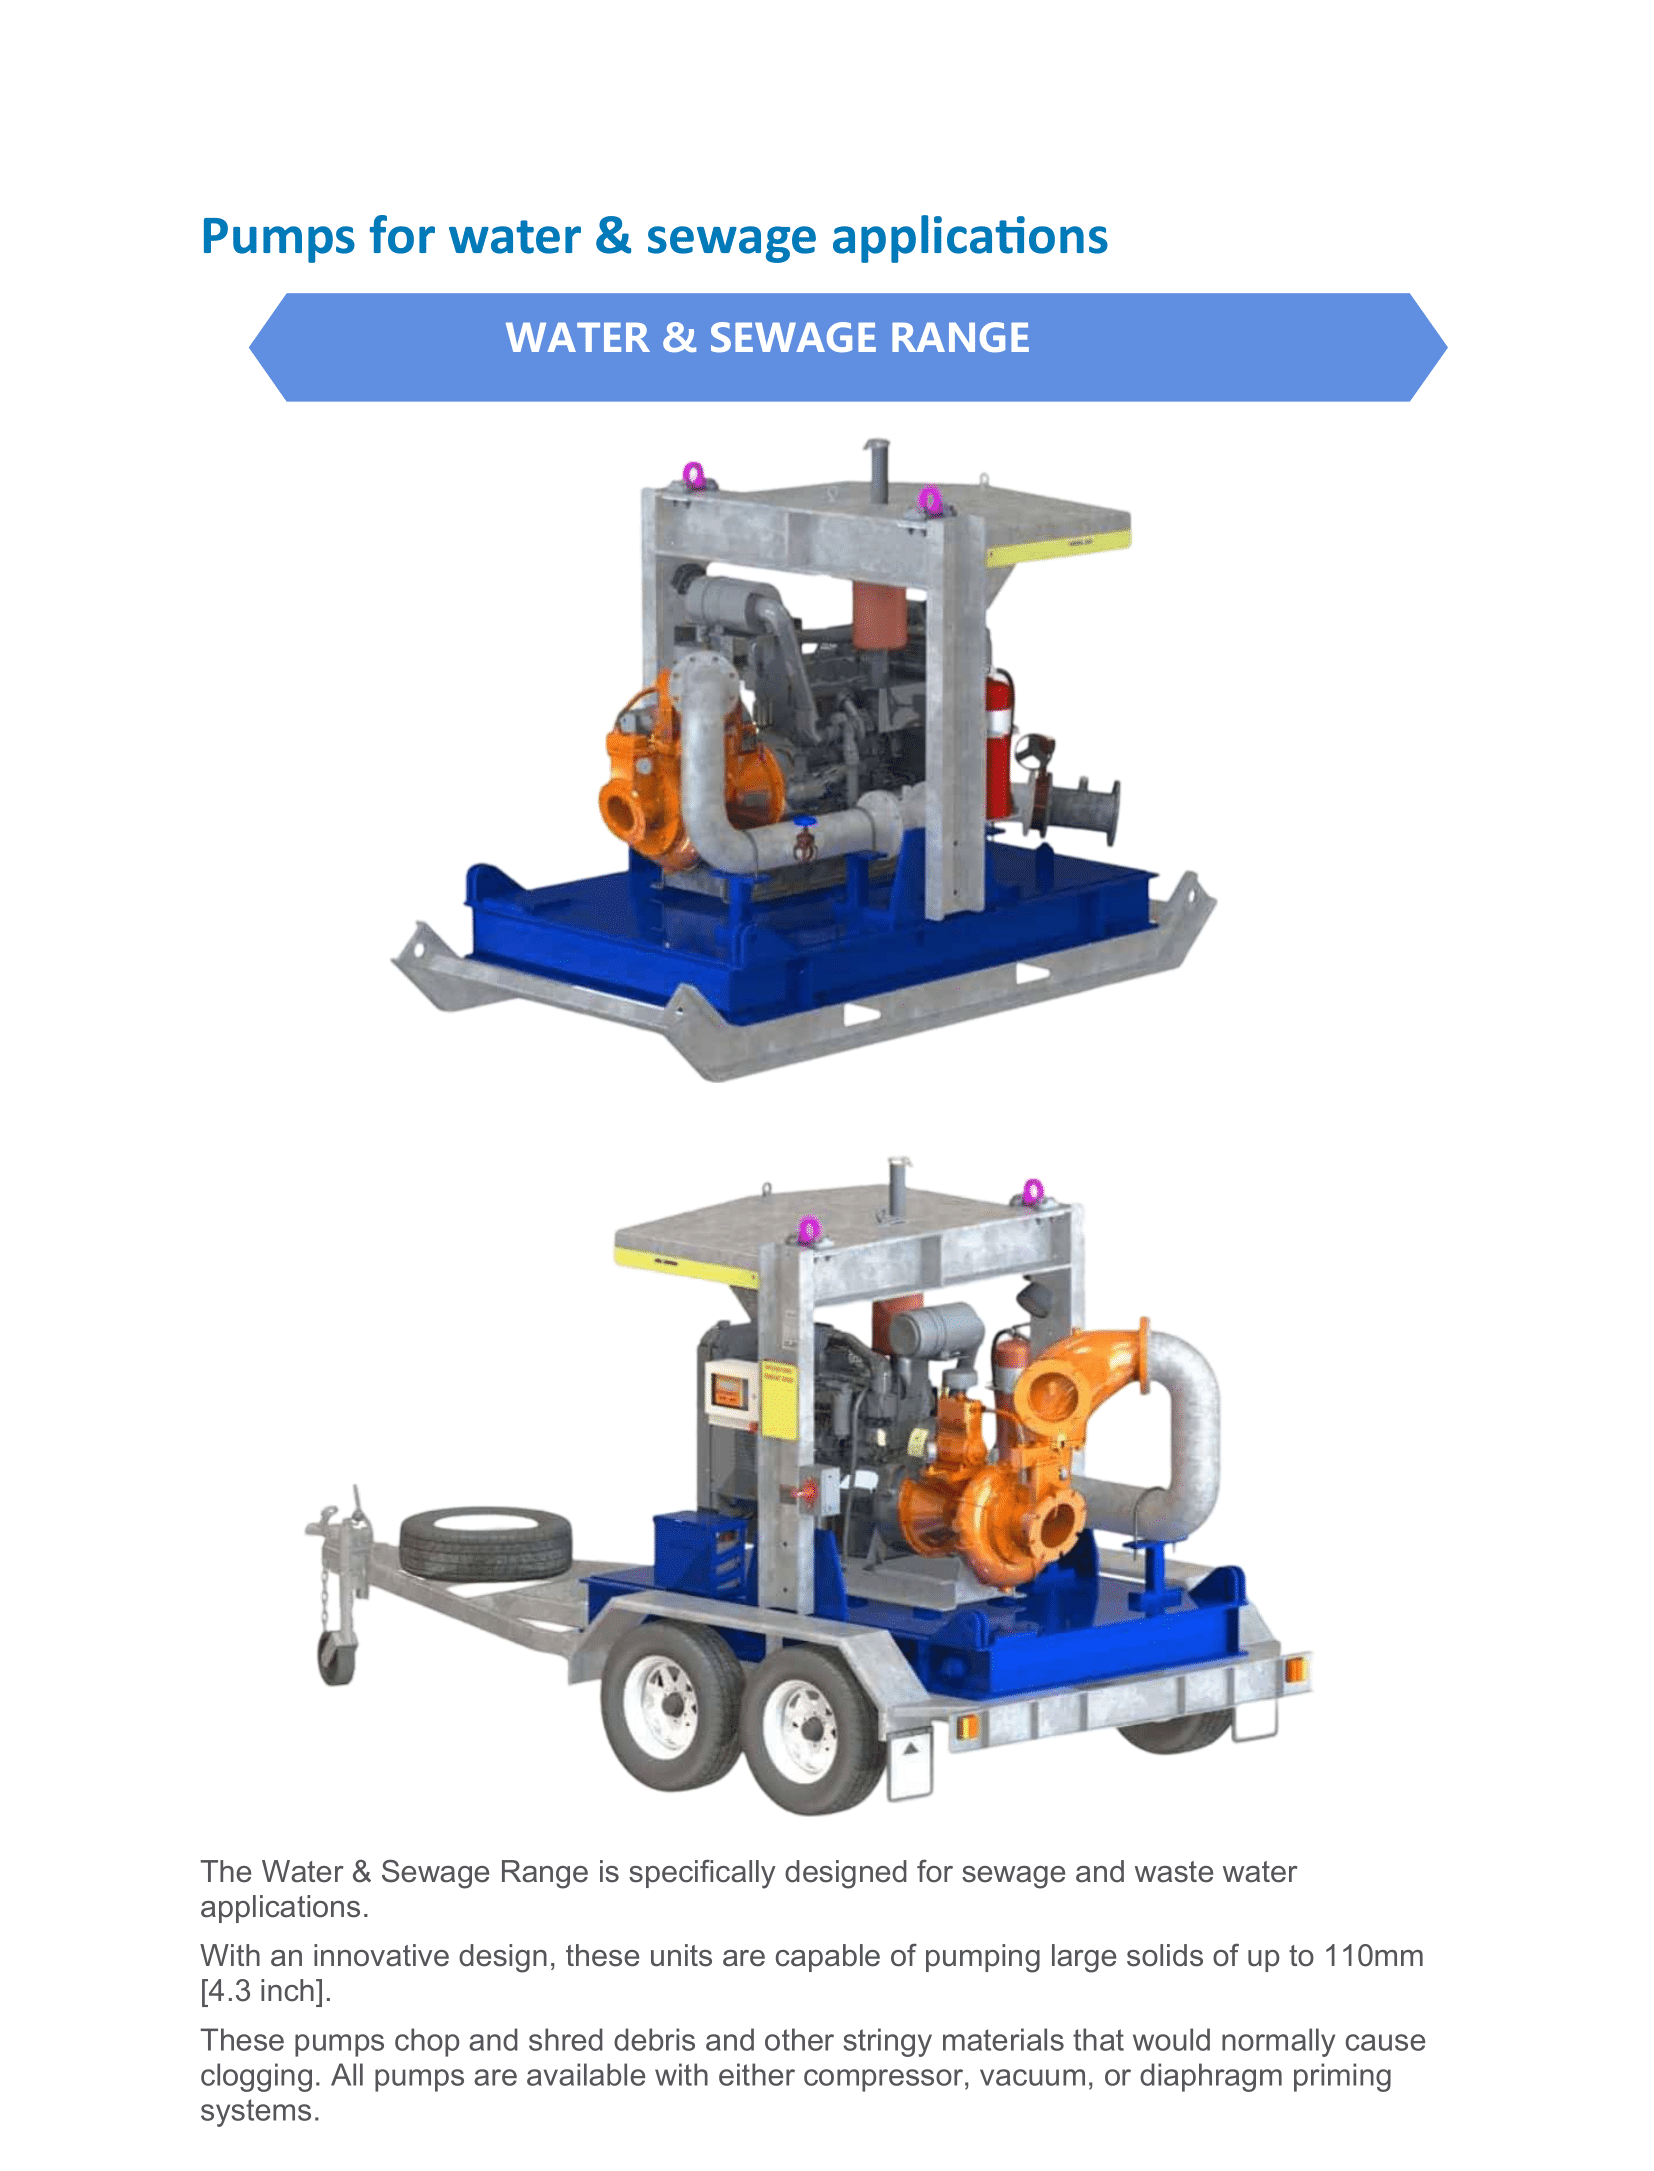 Pumps for water & sewage applications
WATER & SEWAGE RANGE
The Water & Sewage Range is specifically designed for sewage and waste water
applications.
With an innovative design, these units are capable of pumping large solids of up to 110mm
[4.3 inch].
These pumps chop and shred debris and other stringy materials that would normally cause
clogging. All pumps are available with either compressor, vacuum, or diaphragm priming
systems.